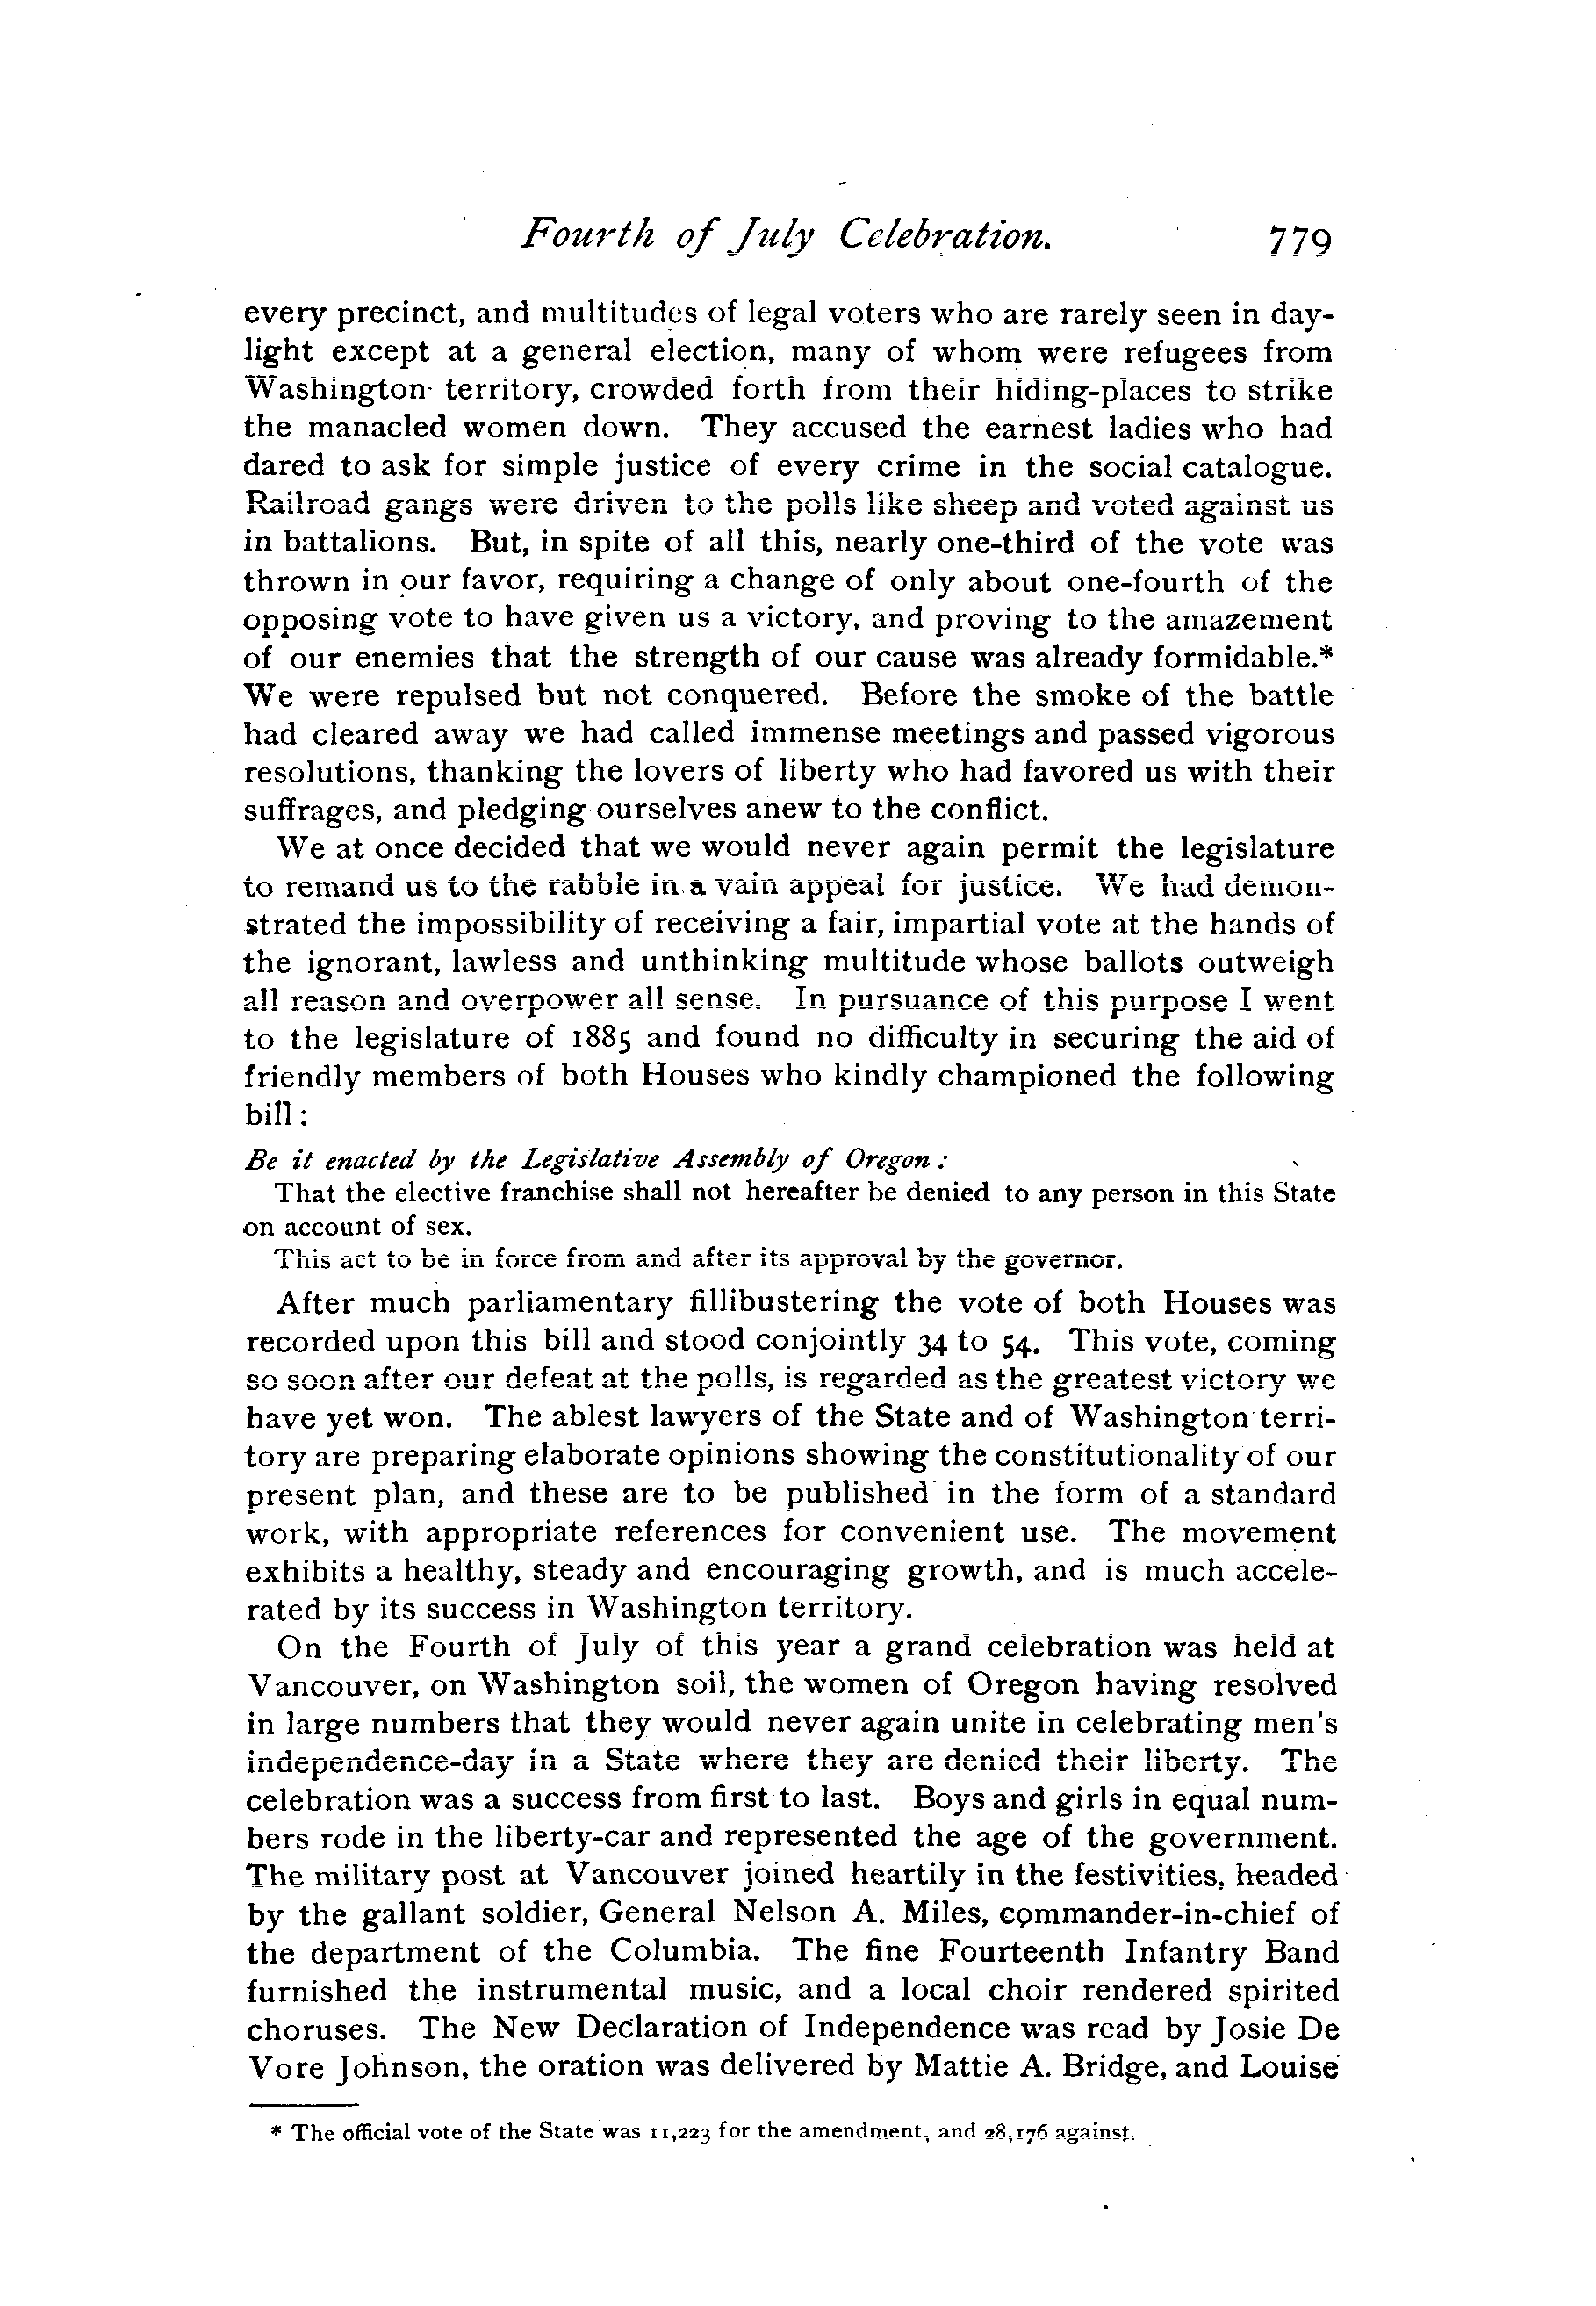 Fourth of July Celebration. 779
every precinct, and multitudes of legal voters who are rarely seen in day-
light except at a general election, many of whom were refugees from
Washington territory, crowded forth from their hiding-places to strike
the manacled women down. They accused the earnest ladies who had
dared to ask for simple justice of every crime in the social catalogue.
Railroad gangs were driven to the polls like sheep and voted against us
in battalions. But, in spite of all this, nearly one-third of the vote was
thrown in our favor, requiring a change of only about one-fourth of the
opposing vote to have given us a victory, and proving to the amazement
of our enemies that the strength of our cause was already formidable.*
We were repulsed but not conquered. Before the smoke of the battle
had cleared away we had called immense meetings and passed vigorous
resolutions, thanking the lovers of liberty who had favored us with their
suffrages, and pledging ourselves anew to the conflict.
We at once decided that we would never again permit the legislature
to remand us to the rabble in a vain appeal for justice. We had demon-
strated the impossibility of receiving a fair, impartial vote at the hands of
the ignorant, lawless and unthinking multitude whose ballots outweigh
all reason and overpower all sense. In pursuance of this purpose I went
to the legislature of 1885 and found no difficulty in securing the aid of
friendly members of both Houses who kindly championed the following
bill:
Be it enacted by the Legislative Assembly of Oregon:
That the elective franchise shall not hereafter be denied to any person in this State
on account of sex.
This act to be in force from and after its approval by the governor.
After much parliamentary fillibustering the vote of both Houses was
recorded upon this bill and stood conjointly 34 to 54. This vote, coming
so soon after our defeat at the polls, is regarded as the greatest victory we
have yet won. The ablest lawyers of the State and of Washington terri-
tory are preparing elaborate opinions showing the constitutionality of our
present plan, and these are to be published in the form of a standard
work, with appropriate references for convenient use. The movement
exhibits a healthy, steady and encouraging growth, and is much accele-
rated by its success in Washington territory.
On the Fourth of July of this year a grand celebration was held at
Vancouver, on Washington soil, the women of Oregon having resolved
in large numbers that they would never again unite in celebrating men's
independence-day in a State where they are denied their liberty. The
celebration was a success from first to last. Boys and girls in equal num-
bers rode in the liberty-car and represented the age of the government.
The military post at Vancouver joined heartily in the festivities, headed
by the gallant soldier, General Nelson A. Miles, commander-in-chief of
the department of the Columbia. The fine Fourteenth Infantry Band
furnished the instrumental music, and a local choir rendered spirited
choruses. The New Declaration of Independence was read by Josie De
Vore Johnson, the oration was delivered by Mattie A. Bridge, and Louise
* The official vote of the State was 11,223 for the amendment, and 28,176 against.